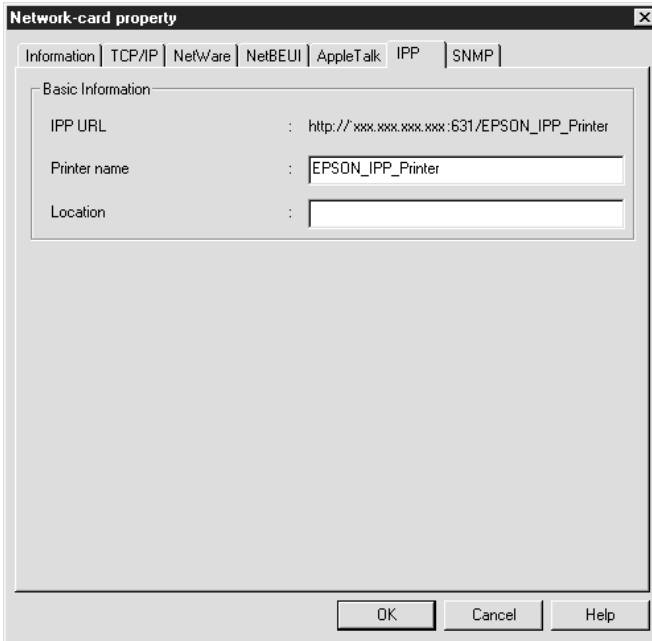 Network-card property
Information TCP/IP NetWare NetBEUI AppleTalk IPP SNMP
Basic Information
IPP URL : http://`xxx.xxx.xxx.xxx :631/EPSON_IPP_Printer
Printer name : EPSON_IPP_Printer
Location :
OK Cancel Help